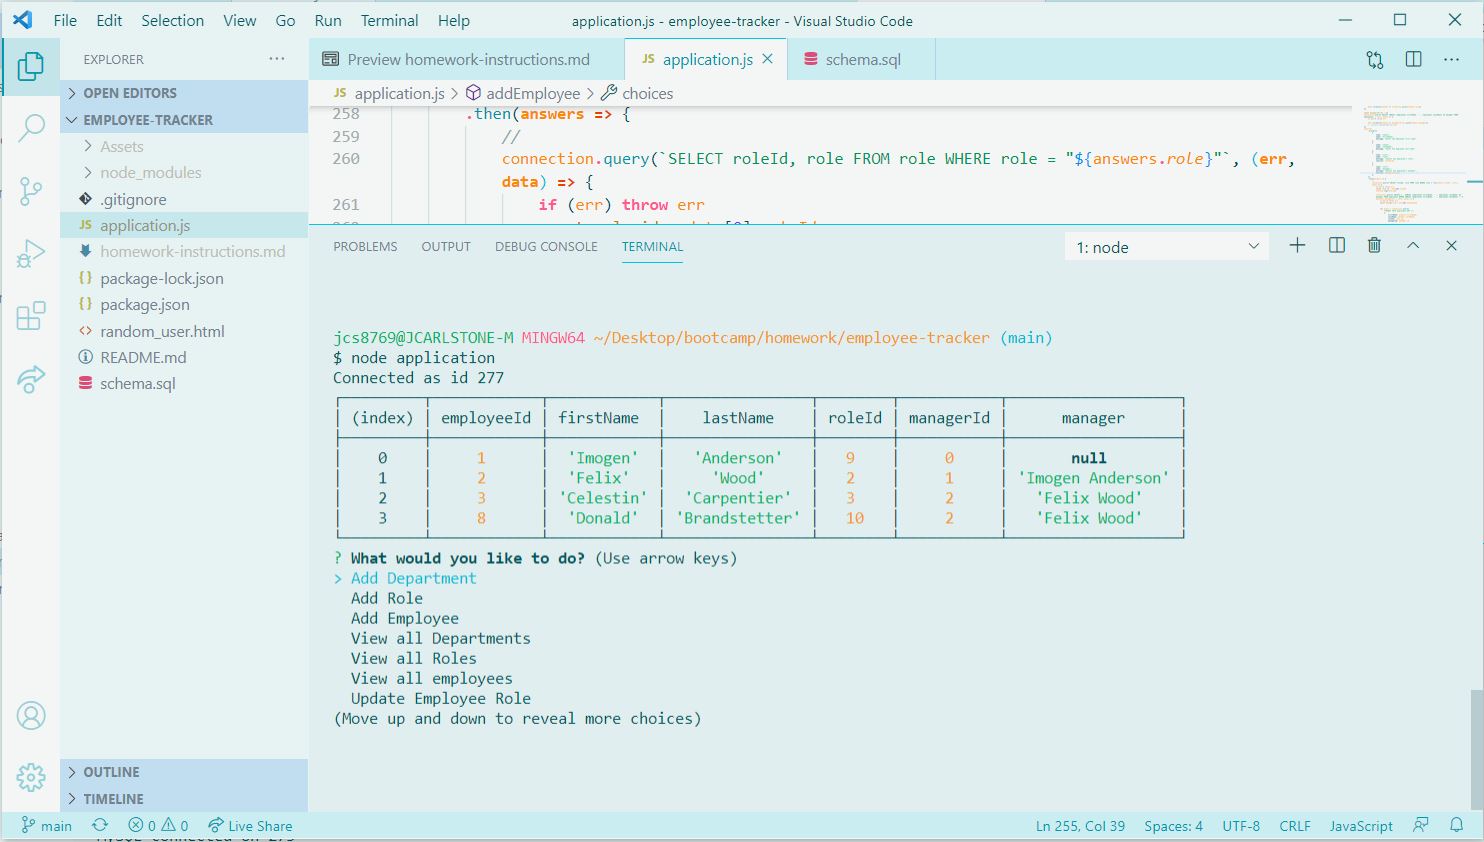 File Edit Selection View Go Run Terminal Help application.js - employee-tracker - Visual Studio Code
EXPLORER
OPEN EDITORS
EMPLOYEE-TRACKER
Assets
node_modules
.gitignore
JS application.js
homework-instructions.md
{} package-lock.json
{} package.json
<> random_user.html
README.md
schema.sql
OUTLINE
TIMELINE
Preview homework-instructions.md JS application.js schema.sql
JS application.js > addEmployee > choices
258 .then(answers => {
259 //
260 connection.query(`SELECT roleId, role FROM role WHERE role = "${answers.role}"`, (err,
data) => {
261 if (err) throw err
PROBLEMS OUTPUT DEBUG CONSOLE TERMINAL 1: node
jcs8769@JCARLSTONE-M MINGW64 ~/Desktop/bootcamp/homework/employee-tracker (main)
$ node application
Connected as id 277
(index) employeeId firstName lastName roleId managerId manager
0 1 'Imogen' 'Anderson' 9 0 null
1 2 'Felix' 'Wood' 2 1 'Imogen Anderson'
2 3 'Celestin' 'Carpentier' 3 2 'Felix Wood'
3 8 'Donald' 'Brandstetter' 10 2 'Felix Wood'
? What would you like to do? (Use arrow keys)
> Add Department
Add Role
Add Employee
View all Departments
View all Roles
View all employees
Update Employee Role
(Move up and down to reveal more choices)
main 0 0 Live Share Ln 255, Col 39 Spaces: 4 UTF-8 CRLF JavaScript